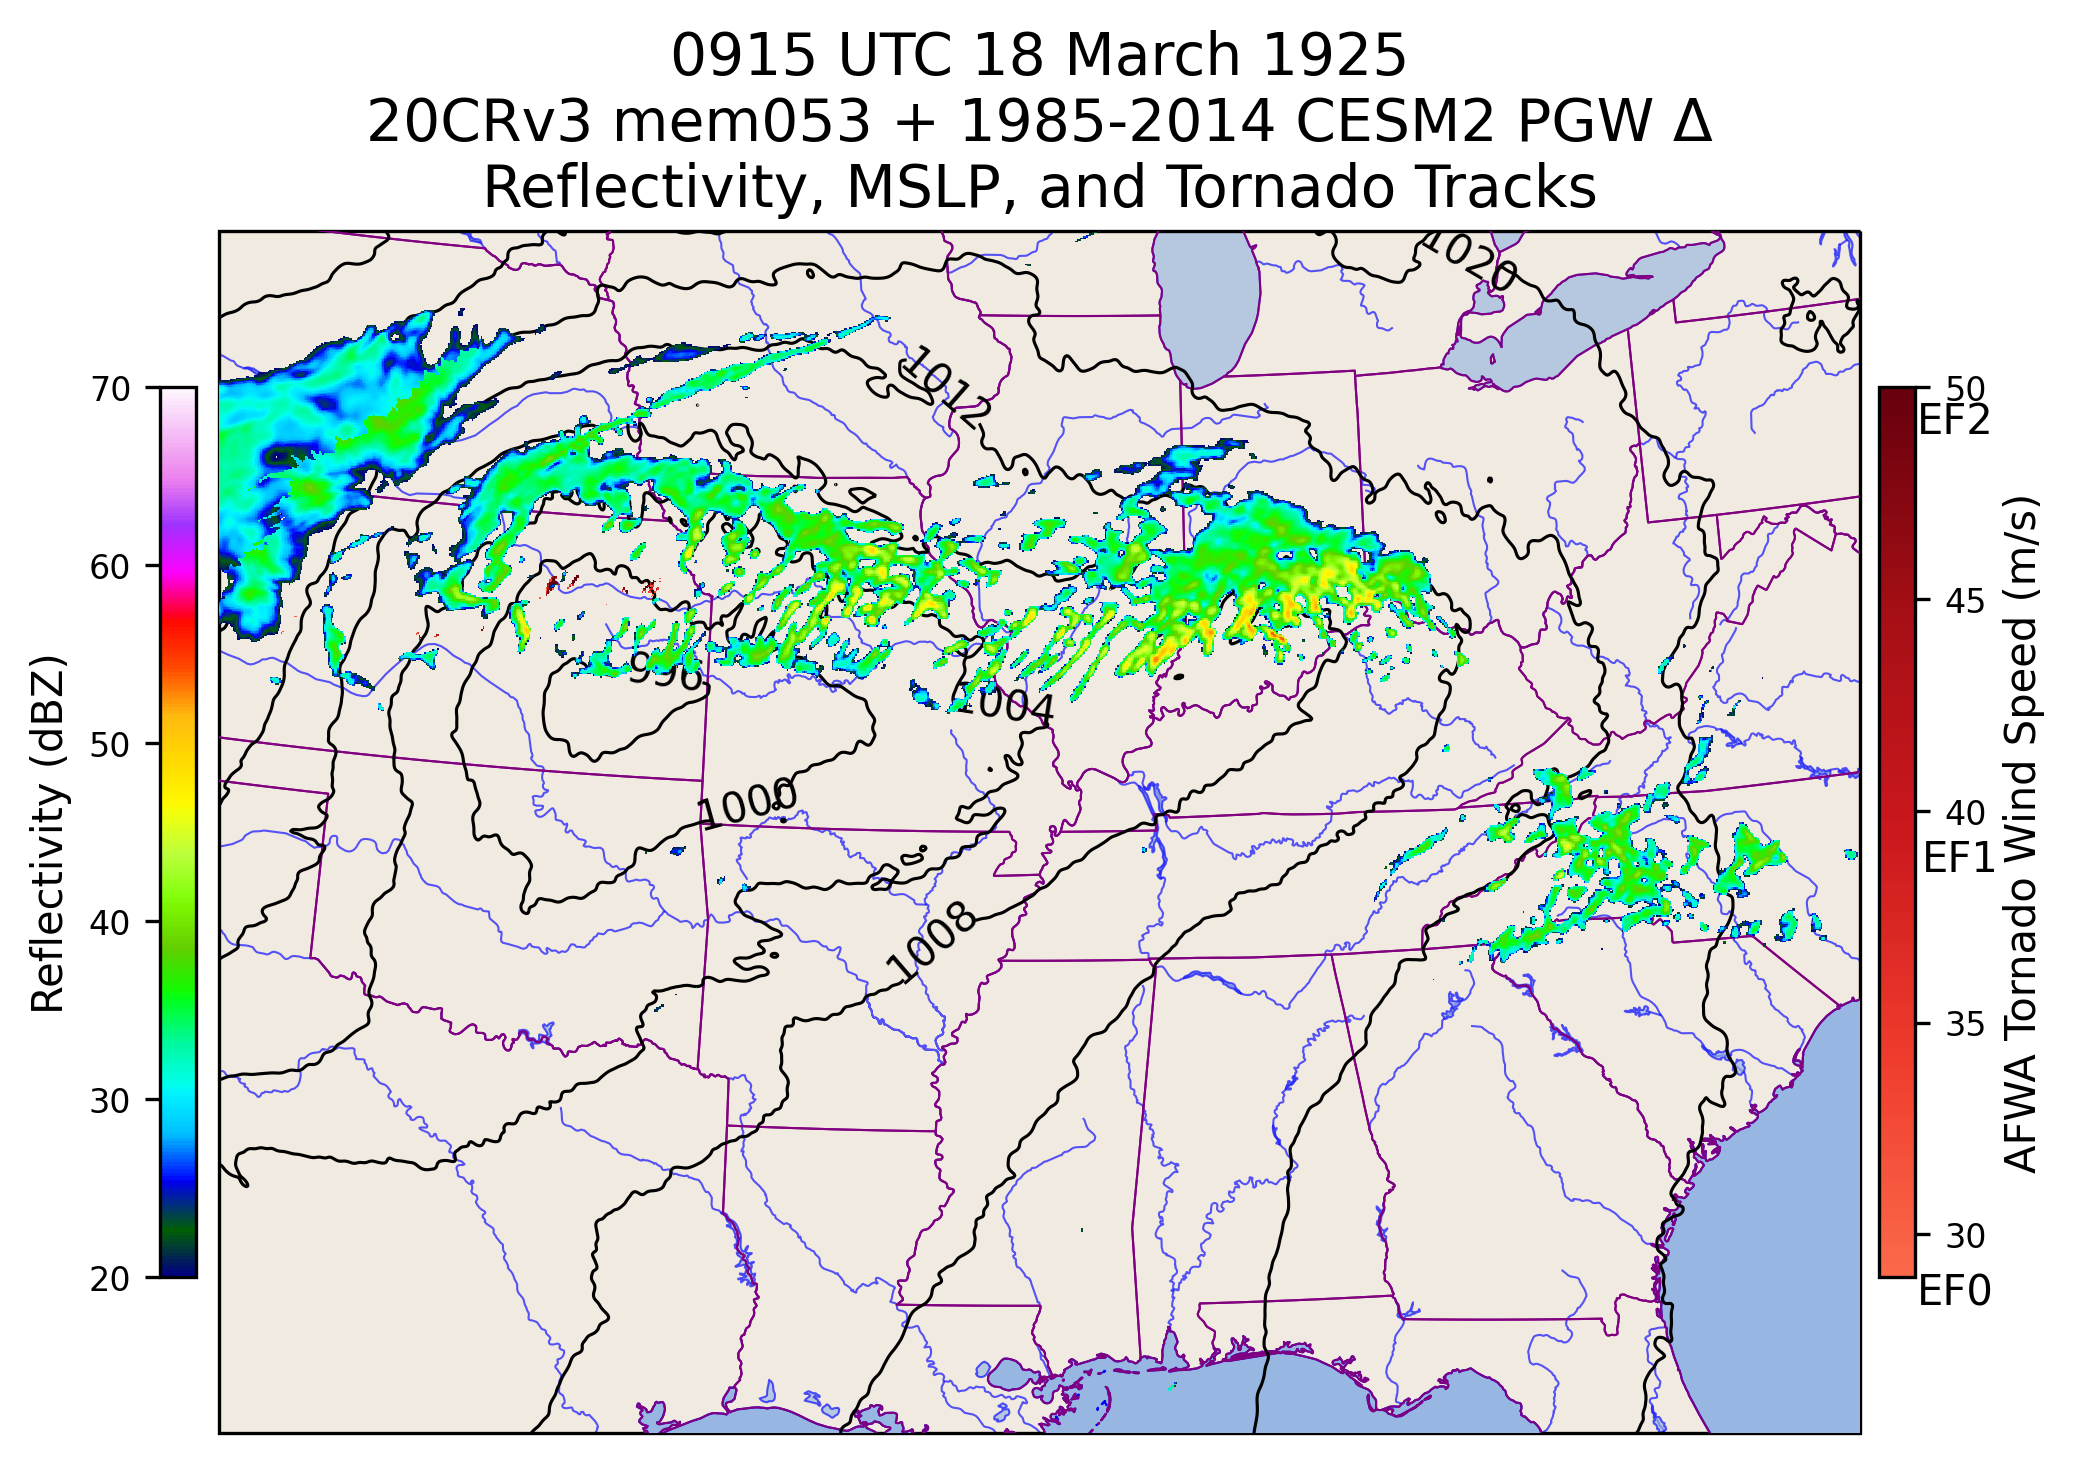 0915 UTC 18 March 1925
20CRv3 mem053 + 1985-2014 CESM2 PGW Δ
Reflectivity, MSLP, and Tornado Tracks
1020
1012
996
1004
1000
1008
70
60
50
40
30
20
Reflectivity (dBZ)
50
EF2
45
40
EF1
35
30
EF0
AFWA Tornado Wind Speed (m/s)